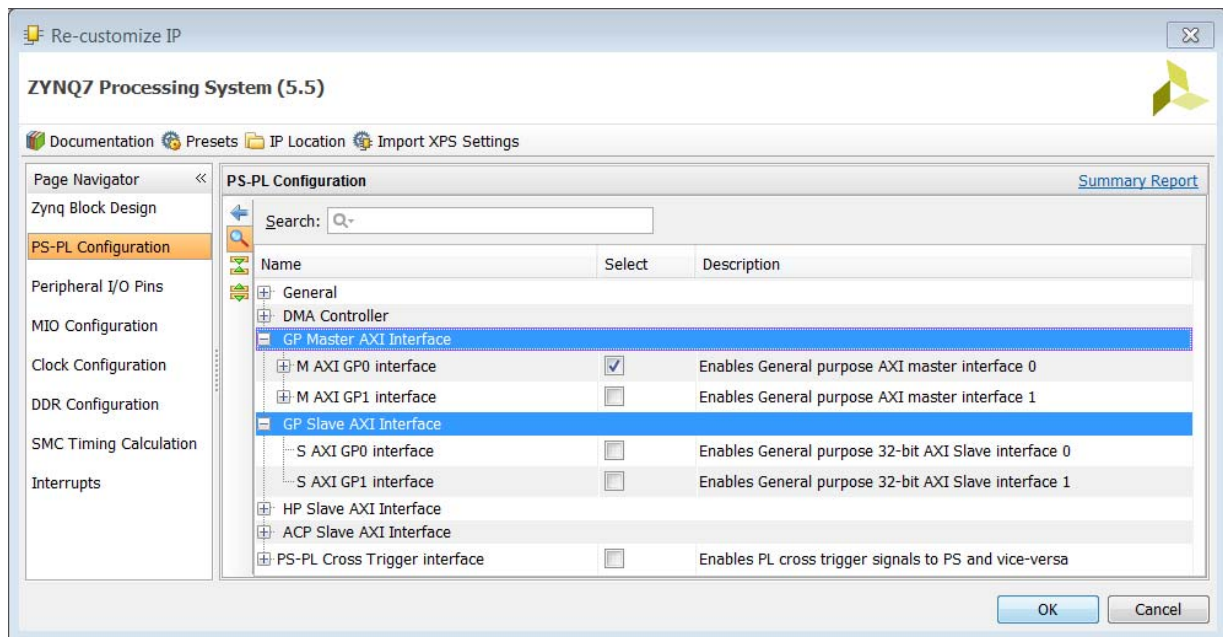 Re-customize IP
ZYNQ7 Processing System (5.5)
Documentation Presets IP Location Import XPS Settings
Page Navigator «
Zynq Block Design
PS-PL Configuration
Peripheral I/O Pins
MIO Configuration
Clock Configuration
DDR Configuration
SMC Timing Calculation
Interrupts
PS-PL Configuration Summary Report
Search:
Name Select Description
General
DMA Controller
GP Master AXI Interface
M AXI GP0 interface Enables General purpose AXI master interface 0
M AXI GP1 interface Enables General purpose AXI master interface 1
GP Slave AXI Interface
S AXI GP0 interface Enables General purpose 32-bit AXI Slave interface 0
S AXI GP1 interface Enables General purpose 32-bit AXI Slave interface 1
HP Slave AXI Interface
ACP Slave AXI Interface
PS-PL Cross Trigger interface Enables PL cross trigger signals to PS and vice-versa
OK Cancel